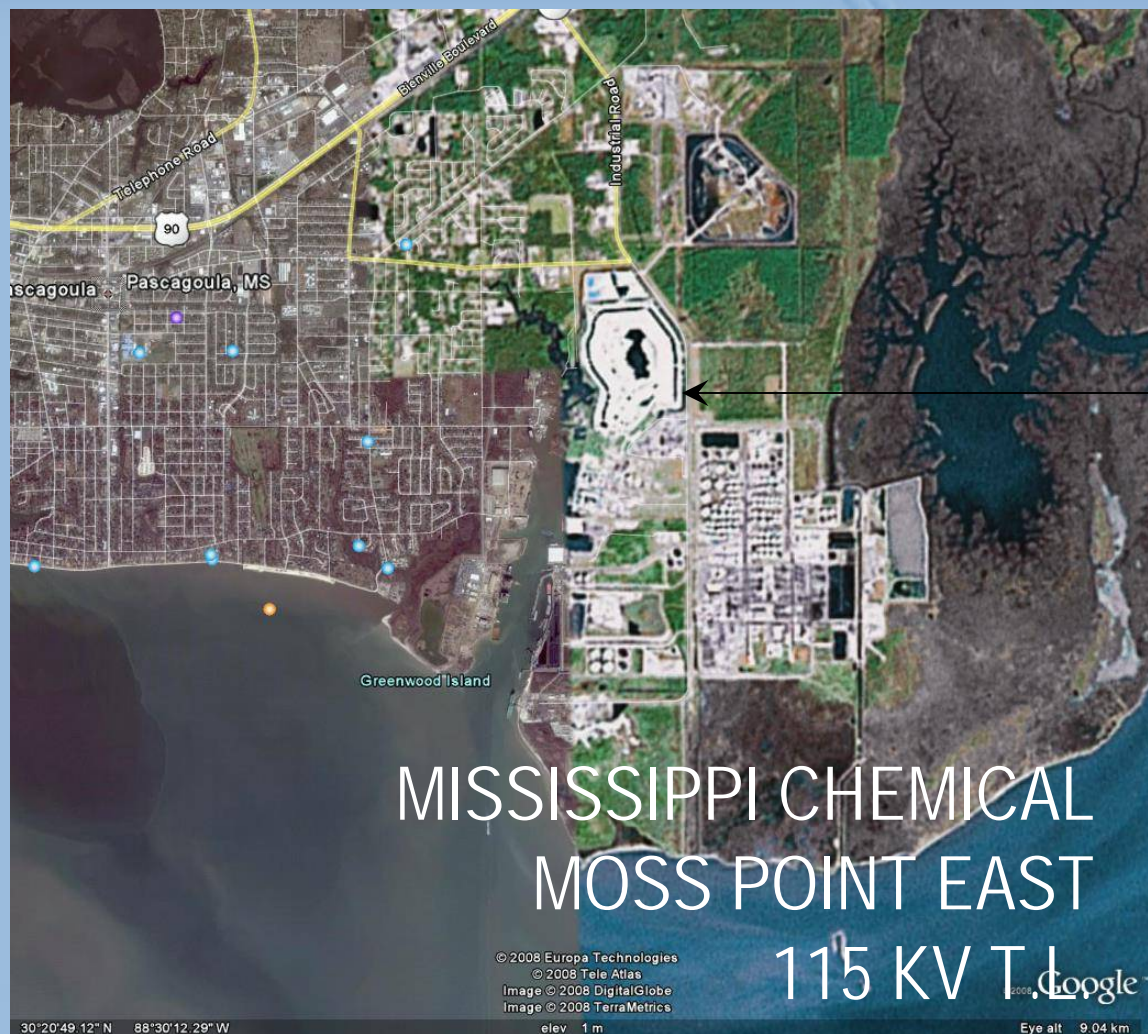 Bienville Boulevard
Industrial Road
Telephone Road
90
Pascagoula, MS
ascagoula
Greenwood Island
MISSISSIPPI CHEMICAL
MOSS POINT EAST
115 KV T.L.
© 2008 Europa Technologies
© 2008 Tele Atlas
Image © 2008 DigitalGlobe
Image © 2008 TerraMetrics
©2008 Google
30°20'49.12" N 88°30'12.29" W elev 1 m Eye alt 9.04 km